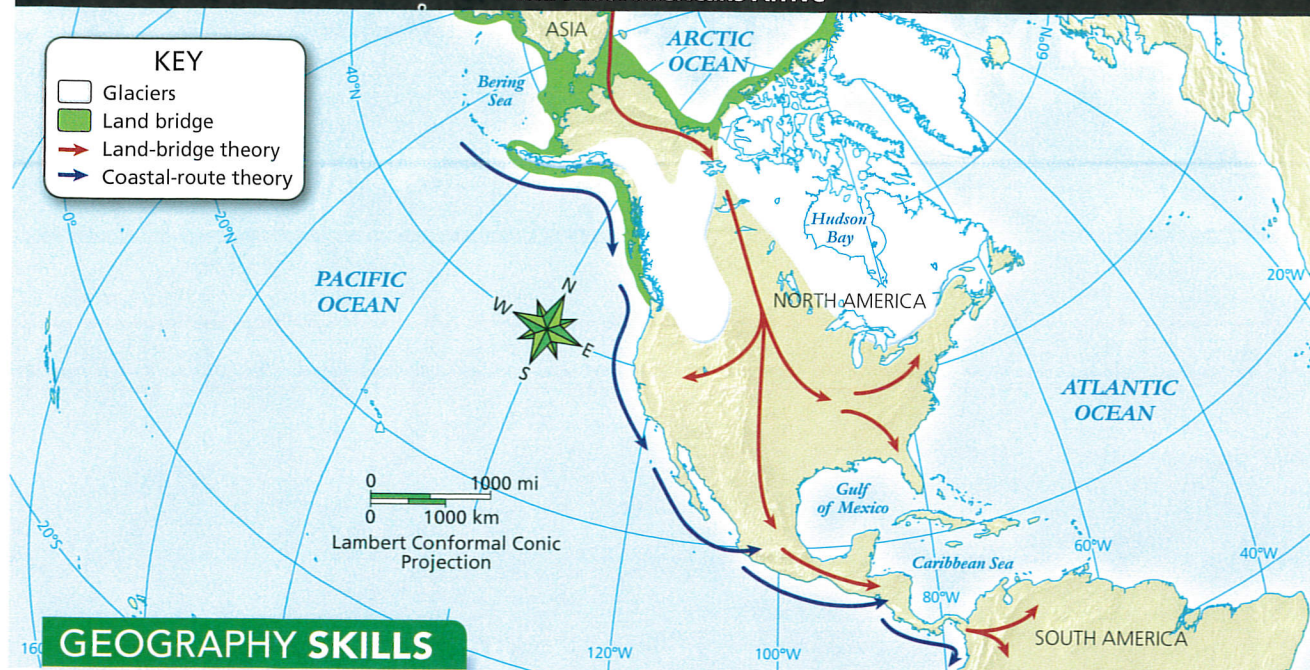 KEY
Glaciers
Land bridge
Land-bridge theory
Coastal-route theory
ASIA
ARCTIC
OCEAN
Bering
Sea
40°N
60°N
0°
20°N
Hudson
Bay
PACIFIC
OCEAN
N
W
E
S
NORTH AMERICA
20°W
ATLANTIC
OCEAN
0
1000 mi
0
1000 km
Lambert Conformal Conic
Projection
Gulf
of Mexico
20°S
60°W
40°W
Caribbean Sea
80°W
SOUTH AMERICA
GEOGRAPHY SKILLS
160
120°W
100°W